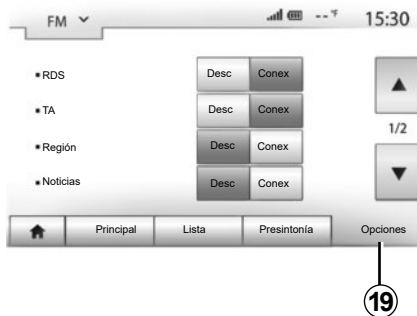 FM -- °F 15:30
RDS Desc Conex
TA Desc Conex
1/2
Región Desc Conex
Noticias Desc Conex
Principal Lista Presintonía Opciones
19